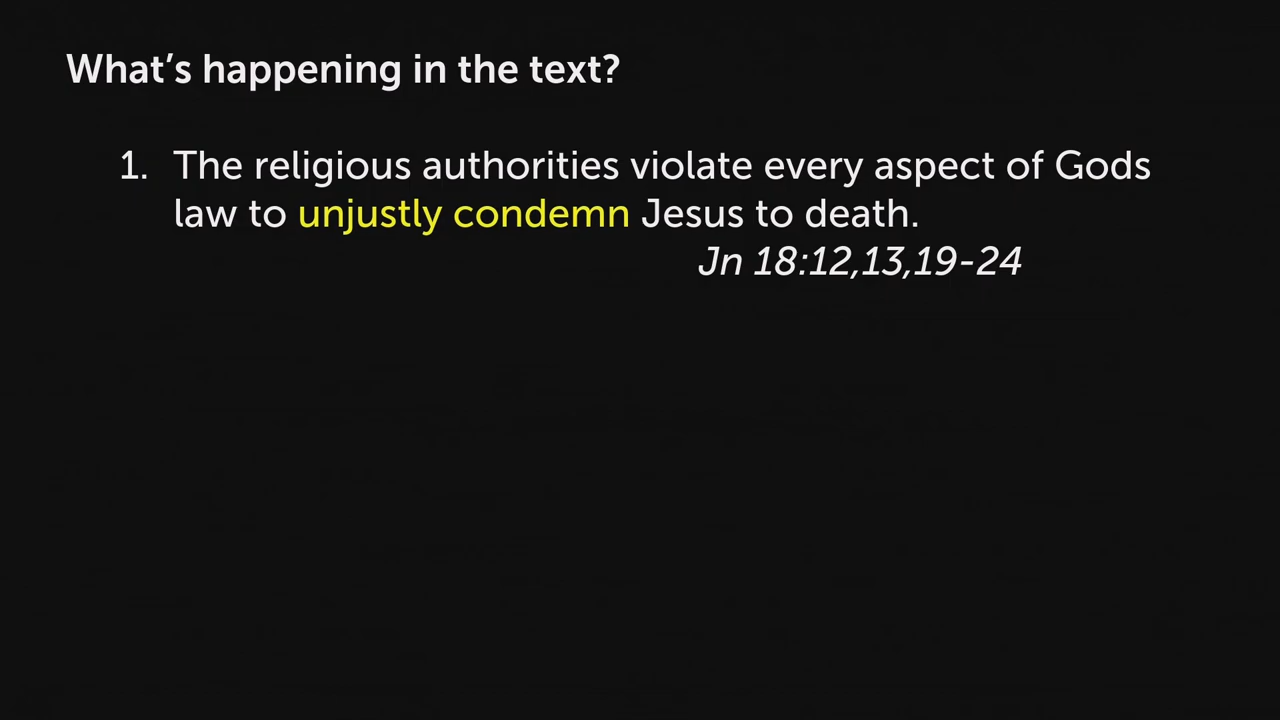 What’s happening in the text?
1. The religious authorities violate every aspect of Gods
law to unjustly condemn Jesus to death.
Jn 18:12,13,19-24